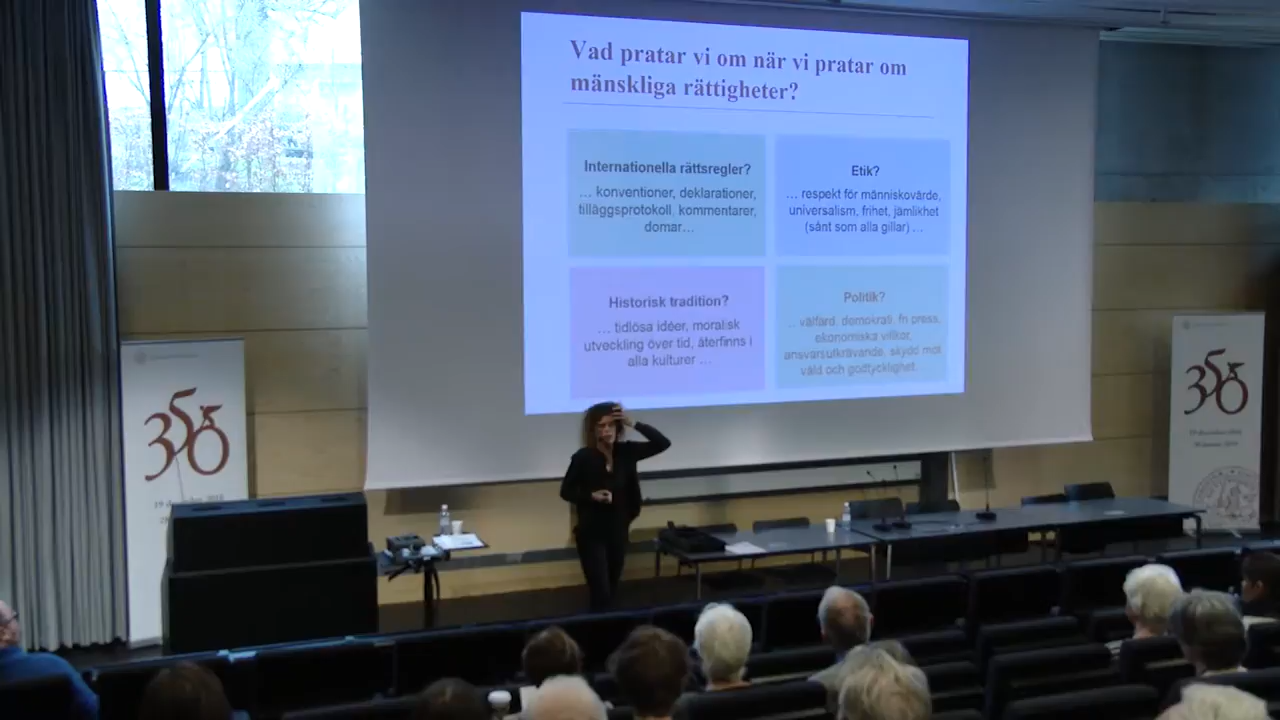 Vad pratar vi om när vi pratar om
mänskliga rättigheter?
Internationella rättsregler?
… konventioner, deklarationer,
tilläggsprotokoll, kommentarer,
domar…
Etik?
… respekt för människovärde,
universalism, frihet, jämlikhet
(sånt som alla gillar) …
Historisk tradition?
… tidlösa idéer, moralisk
utveckling över tid, återfinns i
alla kulturer …
Politik?
… välfärd, demokrati, fri press,
ekonomiska villkor,
ansvarsutkrävande, skydd mot
våld och godtycklighet…
350
350